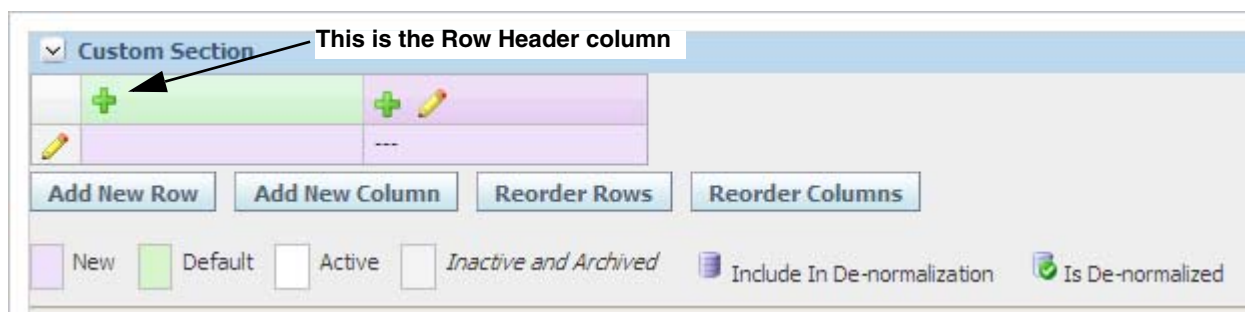 This is the Row Header column
Custom Section
---
Add New Row Add New Column Reorder Rows Reorder Columns
New Default Active Inactive and Archived Include In De-normalization Is De-normalized